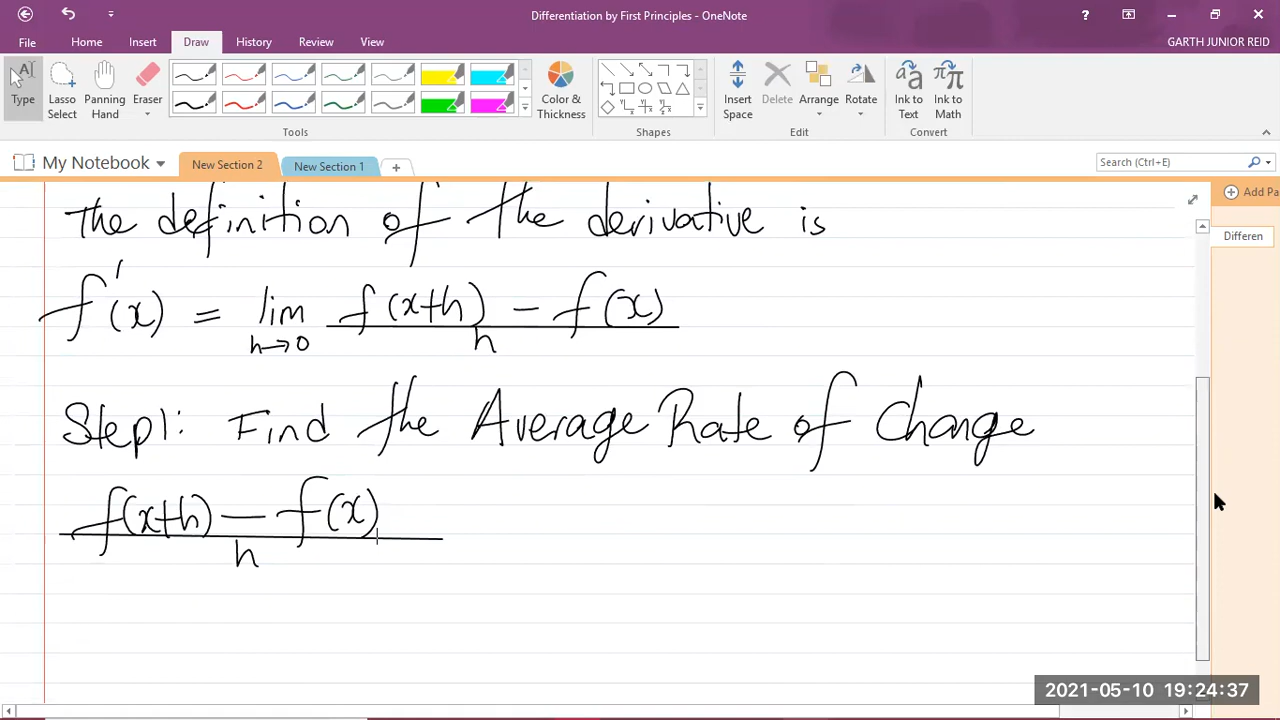 Differentiation by First Principles - OneNote
?
File Home Insert Draw History Review View GARTH JUNIOR REID
Type Lasso Select Panning Hand Eraser Color & Thickness Insert Space Delete Arrange Rotate Ink to Text Ink to Math
Tools Shapes Edit Convert
My Notebook New Section 2 New Section 1 + Search (Ctrl+E)
Add Pa
Differen
The definition of the derivative is
f'(x) = lim h→0 f(x+h) - f(x) / h
Step1: Find the Average Rate of Change
f(x+h) - f(x) / h
2021-05-10 19:24:37